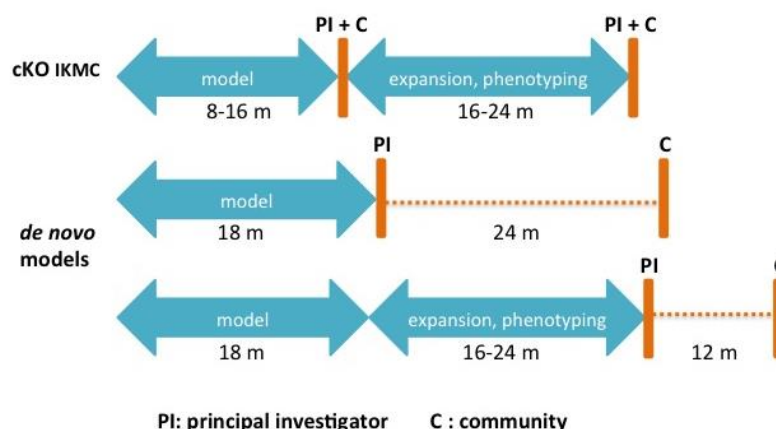 PI + C PI + C
cKO IKMC model expansion, phenotyping
8-16 m 16-24 m
PI C
model
18 m 24 m
de novo
models
PI C
model expansion, phenotyping
18 m 16-24 m 12 m
PI: principal investigator C : community